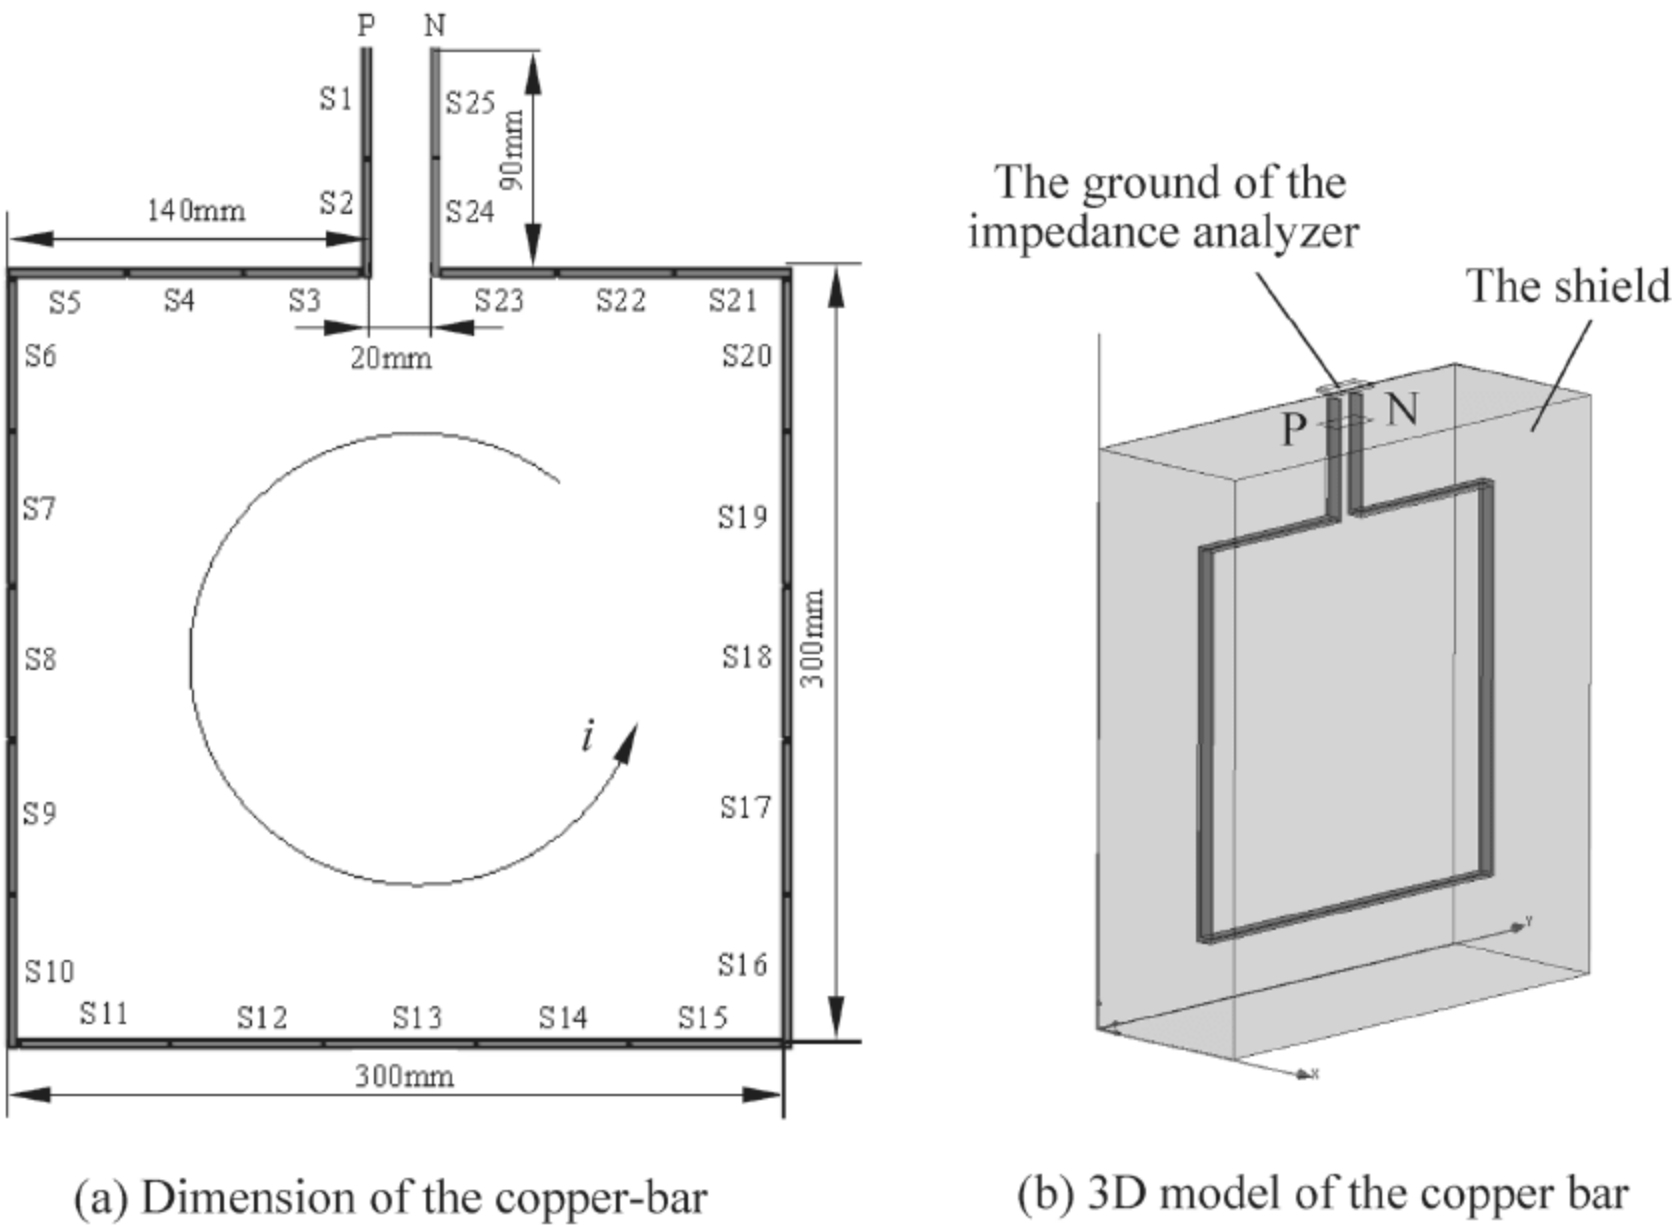 P N
S1 S25
90mm
S2 S24
140mm
S5 S4 S3 S23 S22 S21
20mm
S6 S20
S7 S19
S8 S18
300mm
i
S9 S17
S10 S16
S11 S12 S13 S14 S15
300mm
(a) Dimension of the copper-bar
The ground of the
impedance analyzer
The shield
P N
Y
X
(b) 3D model of the copper bar